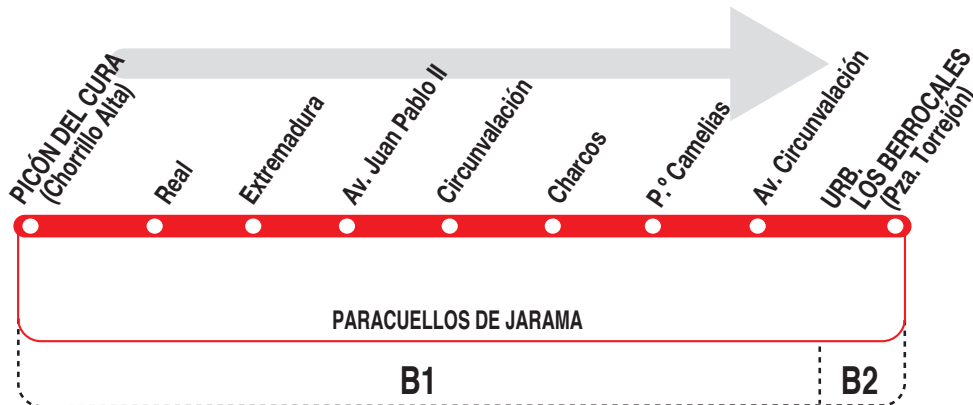 PICÓN DEL CURA
(Chorrillo Alta)
Real
Extremadura
Av. Juan Pablo II
Circunvalación
Charcos
P.º Camelias
Av. Circunvalación
URB.
LOS BERROCALES
(Pza. Torrejón)
PARACUELLOS DE JARAMA
B1
B2